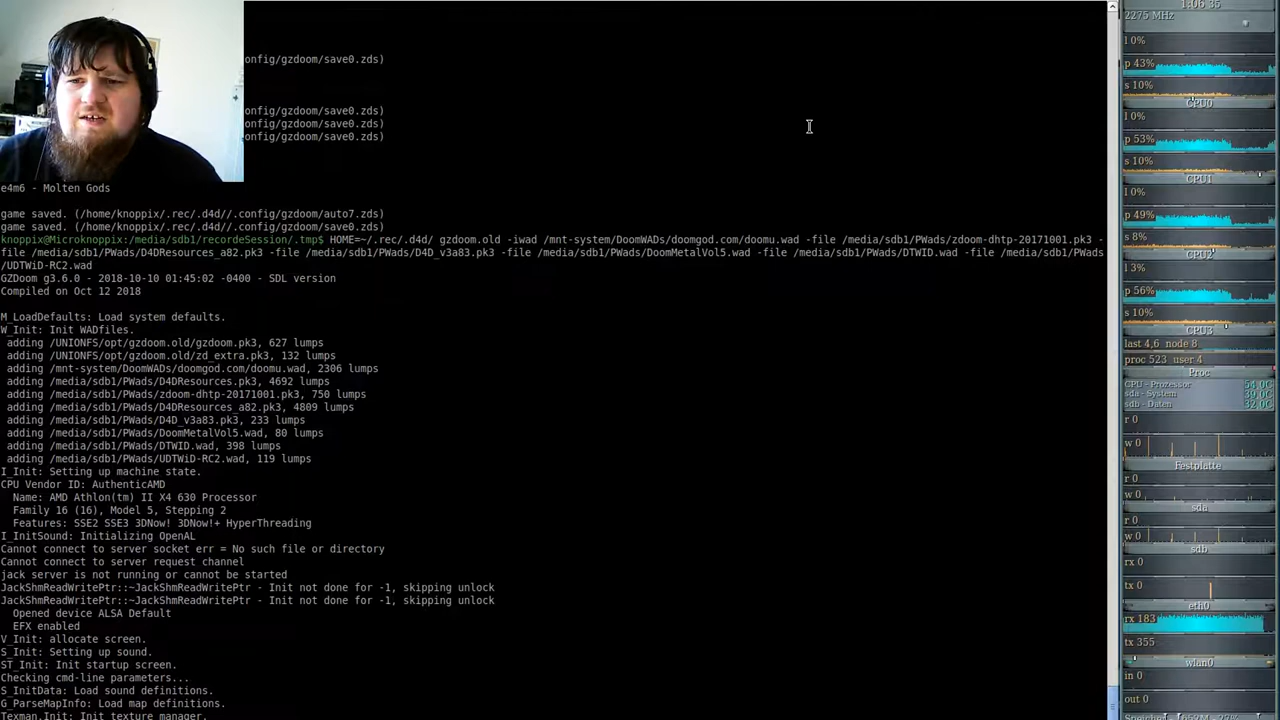 onfig/gzdoom/save0.zds)
onfig/gzdoom/save0.zds)
onfig/gzdoom/save0.zds)
onfig/gzdoom/save0.zds)
e4m6 - Molten Gods
game saved. (/home/knoppix/.rec/.d4d//.config/gzdoom/auto7.zds)
game saved. (/home/knoppix/.rec/.d4d//.config/gzdoom/save0.zds)
knoppix@Microknoppix:/media/sdb1/recordeSession/.tmp$ HOME=~/.rec/.d4d/ gzdoom.old -iwad /mnt-system/DoomWADs/doomgod.com/doomu.wad -file /media/sdb1/PWads/zdoom-dhtp-20171001.pk3 -
file /media/sdb1/PWads/D4DResources_a82.pk3 -file /media/sdb1/PWads/D4D_v3a83.pk3 -file /media/sdb1/PWads/DoomMetalVol5.wad -file /media/sdb1/PWads/DTWID.wad -file /media/sdb1/PWads
/UDTWiD-RC2.wad
GZDoom g3.6.0 - 2018-10-10 01:45:02 -0400 - SDL version
Compiled on Oct 12 2018
M_LoadDefaults: Load system defaults.
W_Init: Init WADfiles.
adding /UNIONFS/opt/gzdoom.old/gzdoom.pk3, 627 lumps
adding /UNIONFS/opt/gzdoom.old/zd_extra.pk3, 132 lumps
adding /mnt-system/DoomWADs/doomgod.com/doomu.wad, 2306 lumps
adding /media/sdb1/PWads/D4DResources.pk3, 4692 lumps
adding /media/sdb1/PWads/zdoom-dhtp-20171001.pk3, 750 lumps
adding /media/sdb1/PWads/D4DResources_a82.pk3, 4809 lumps
adding /media/sdb1/PWads/D4D_v3a83.pk3, 233 lumps
adding /media/sdb1/PWads/DoomMetalVol5.wad, 80 lumps
adding /media/sdb1/PWads/DTWID.wad, 398 lumps
adding /media/sdb1/PWads/UDTWiD-RC2.wad, 119 lumps
I_Init: Setting up machine state.
CPU Vendor ID: AuthenticAMD
Name: AMD Athlon(tm) II X4 630 Processor
Family 16 (16), Model 5, Stepping 2
Features: SSE2 SSE3 3DNow! 3DNow!+ HyperThreading
I_InitSound: Initializing OpenAL
Cannot connect to server socket err = No such file or directory
Cannot connect to server request channel
jack server is not running or cannot be started
JackShmReadWritePtr::~JackShmReadWritePtr - Init not done for -1, skipping unlock
JackShmReadWritePtr::~JackShmReadWritePtr - Init not done for -1, skipping unlock
Opened device ALSA Default
EFX enabled
V_Init: allocate screen.
S_Init: Setting up sound.
ST_Init: Init startup screen.
Checking cmd-line parameters...
S_InitData: Load sound definitions.
G_ParseMapInfo: Load map definitions.
Texman.Init: Init texture manager.
1:06 35
2275 MHz
l 0%
p 43%
s 10%
CPU0
l 0%
p 53%
s 10%
CPU1
l 0%
p 49%
s 8%
CPU2
l 3%
p 56%
s 10%
CPU3
last 4,6 node 8
proc 523 user 4
Proc
CPU - Prozessor 54.0C
sda - System 39.0C
sdb - Daten 32.0C
r 0
w 0
Festplatte
r 0
w 0
sda
r 0
w 0
sdb
rx 0
tx 0
eth0
rx 183
tx 355
wlan0
in 0
out 0